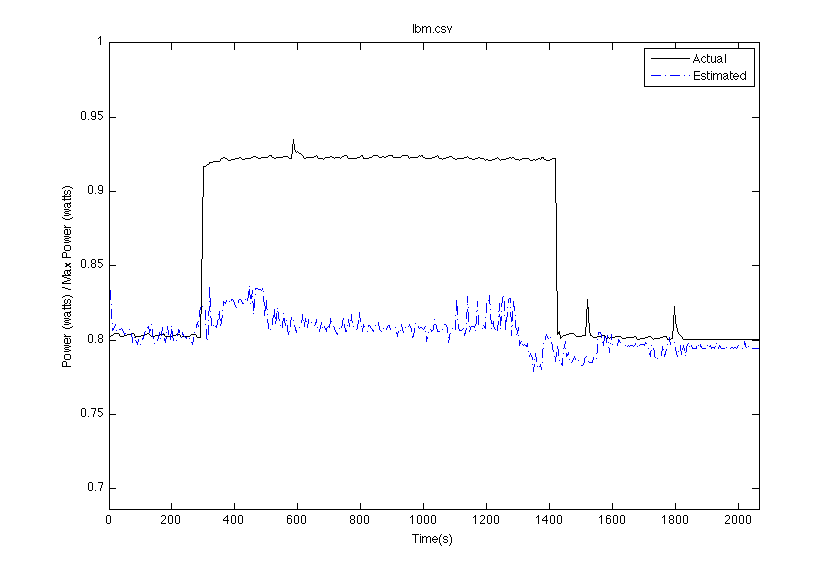 lbm.csv
Actual
Estimated
Power (watts) / Max Power (watts)
1
0.95
0.9
0.85
0.8
0.75
0.7
0 200 400 600 800 1000 1200 1400 1600 1800 2000
Time(s)